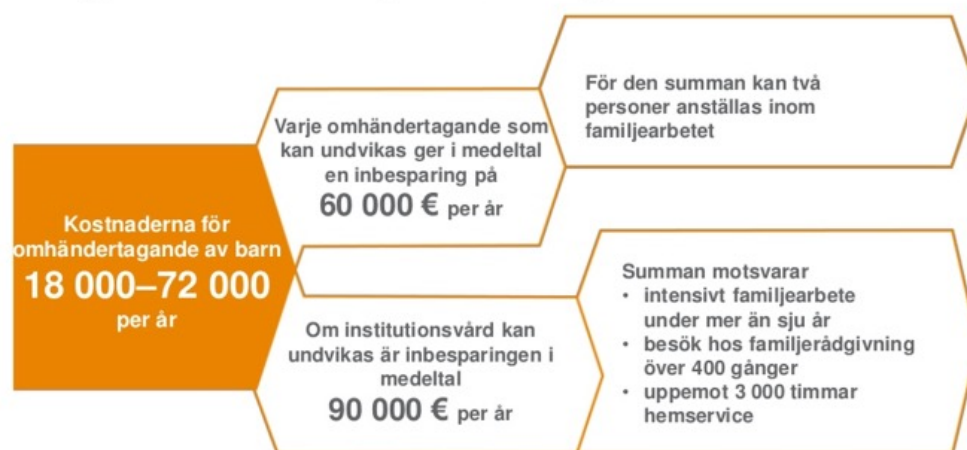 Kostnaderna för
omhändertagande av barn
18 000–72 000
per år
Varje omhändertagande som
kan undvikas ger i medeltal
en inbesparing på
60 000 € per år
För den summan kan två
personer anställas inom
familjearbetet
Om institutionsvård kan
undvikas är inbesparingen i
medeltal
90 000 € per år
Summan motsvarar
• intensivt familjearbete
under mer än sju år
• besök hos familjerådgivning
över 400 gånger
• uppemot 3 000 timmar
hemservice